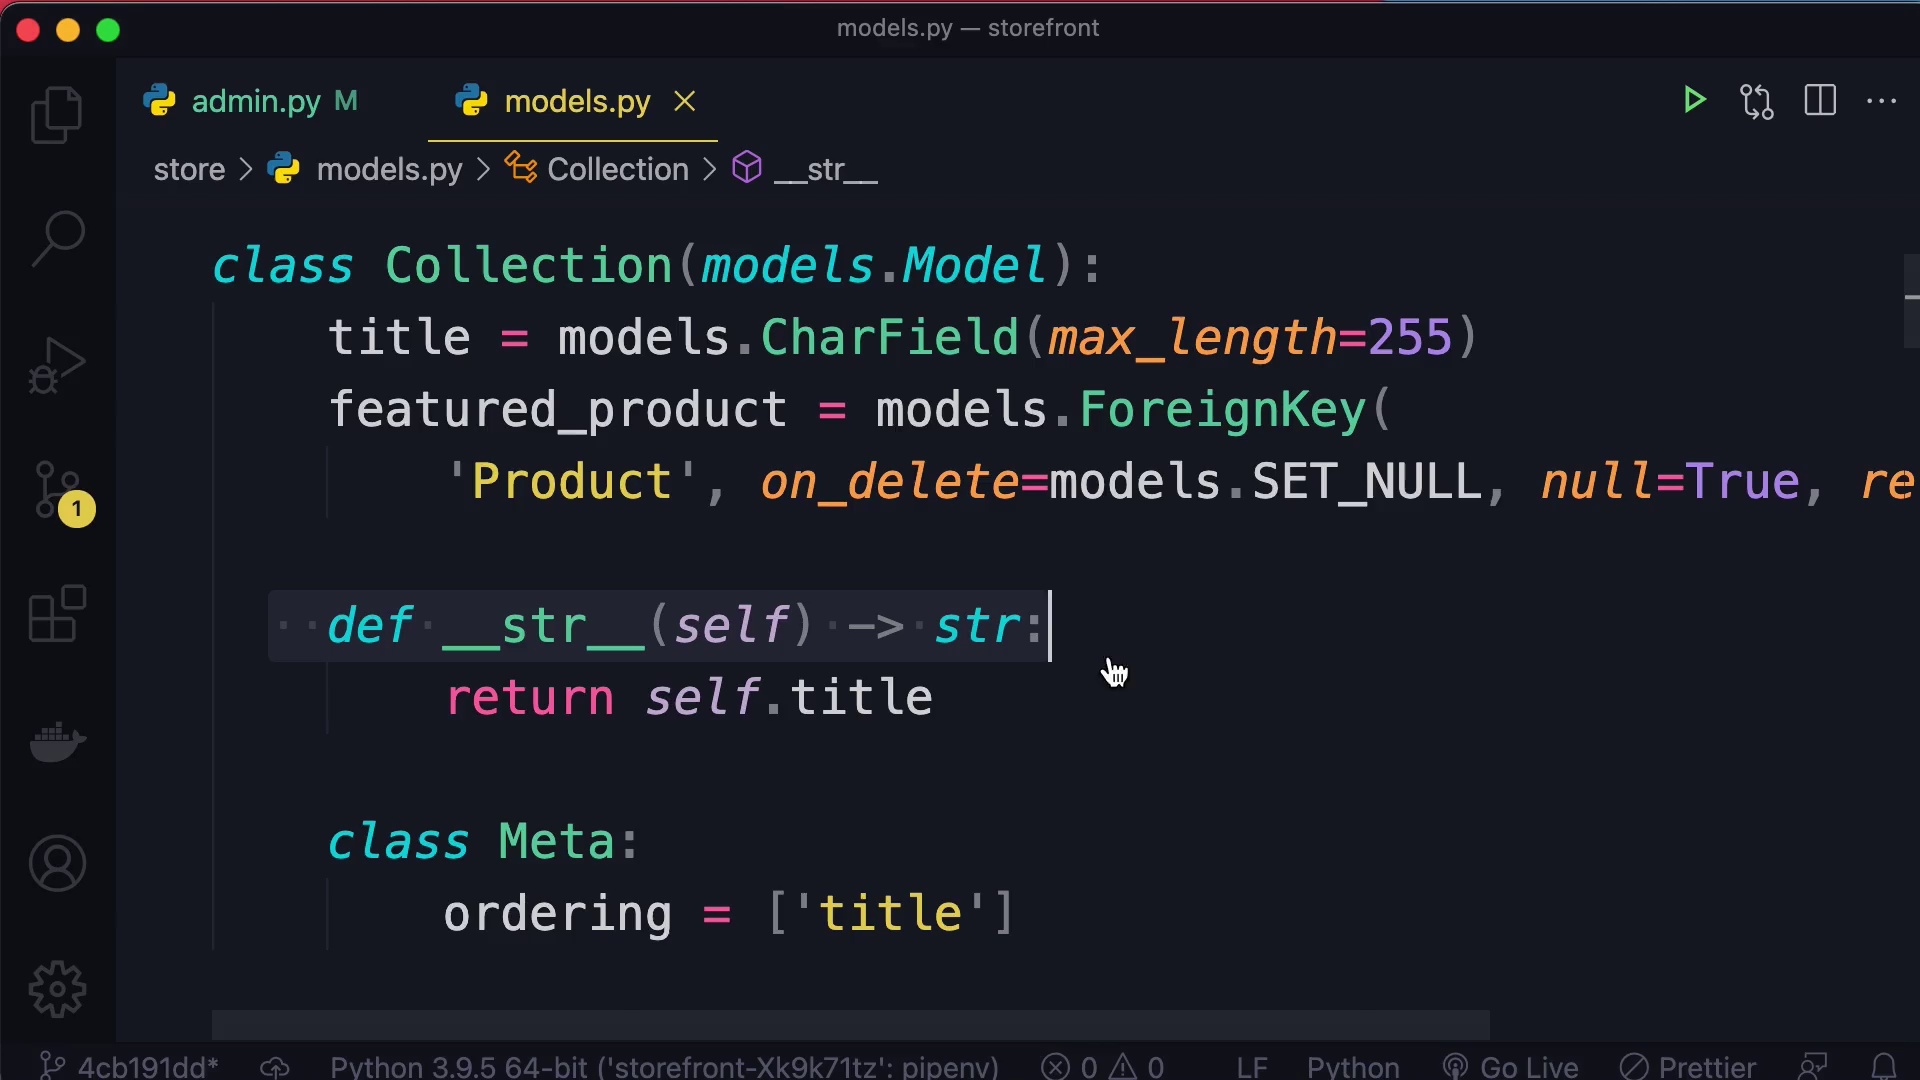 models.py — storefront
admin.py M models.py
store > models.py > Collection > __str__
class Collection(models.Model):
title = models.CharField(max_length=255)
featured_product = models.ForeignKey(
'Product', on_delete=models.SET_NULL, null=True, re
def __str__(self) -> str:
return self.title
class Meta:
ordering = ['title']
1
4cb191dd* Python 3.9.5 64-bit ('storefront-Xk9k71tz': pipenv) 0 0 LF Python Go Live Prettier